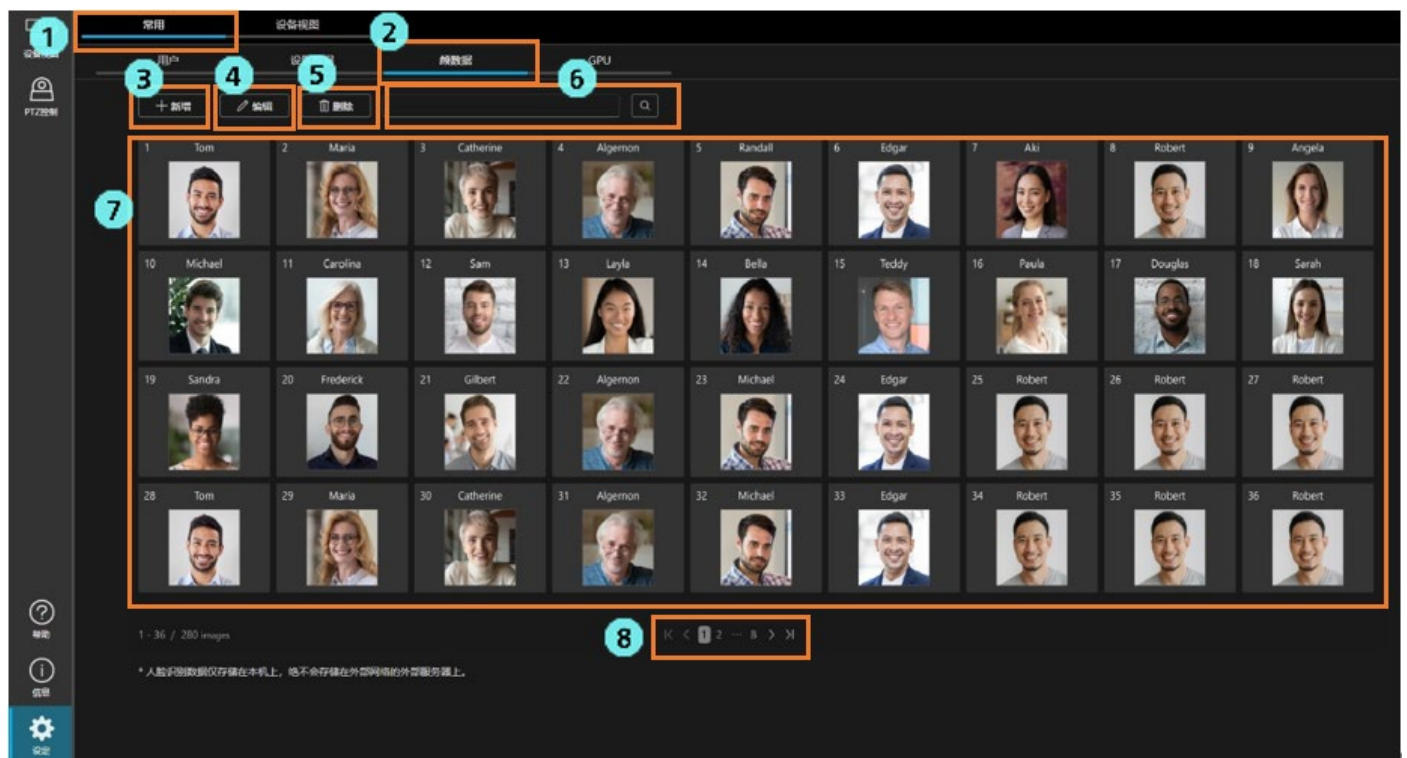 常用 设备视图
1 2
设备视图 用户 颜数据 GPU
3 4 5 6
PTZ控制 新增 编辑 删除
1 Tom 2 Maria 3 Catherine 4 Algernon 5 Randall 6 Edgar 7 Aki 8 Robert 9 Angela
7
10 Michael 11 Carolina 12 Sam 13 Layla 14 Bella 15 Teddy 16 Paula 17 Douglas 18 Sarah
19 Sandra 20 Frederick 21 Gilbert 22 Algernon 23 Michael 24 Edgar 25 Robert 26 Robert 27 Robert
28 Tom 29 Maria 30 Catherine 31 Algernon 32 Michael 33 Edgar 34 Robert 35 Robert 36 Robert
帮助 1 - 36 / 280 images 8 1 2 ... 8
* 人脸识别数据仅存储在本机上，绝不会存储在外部网络的外部服务器上。
信息
设定